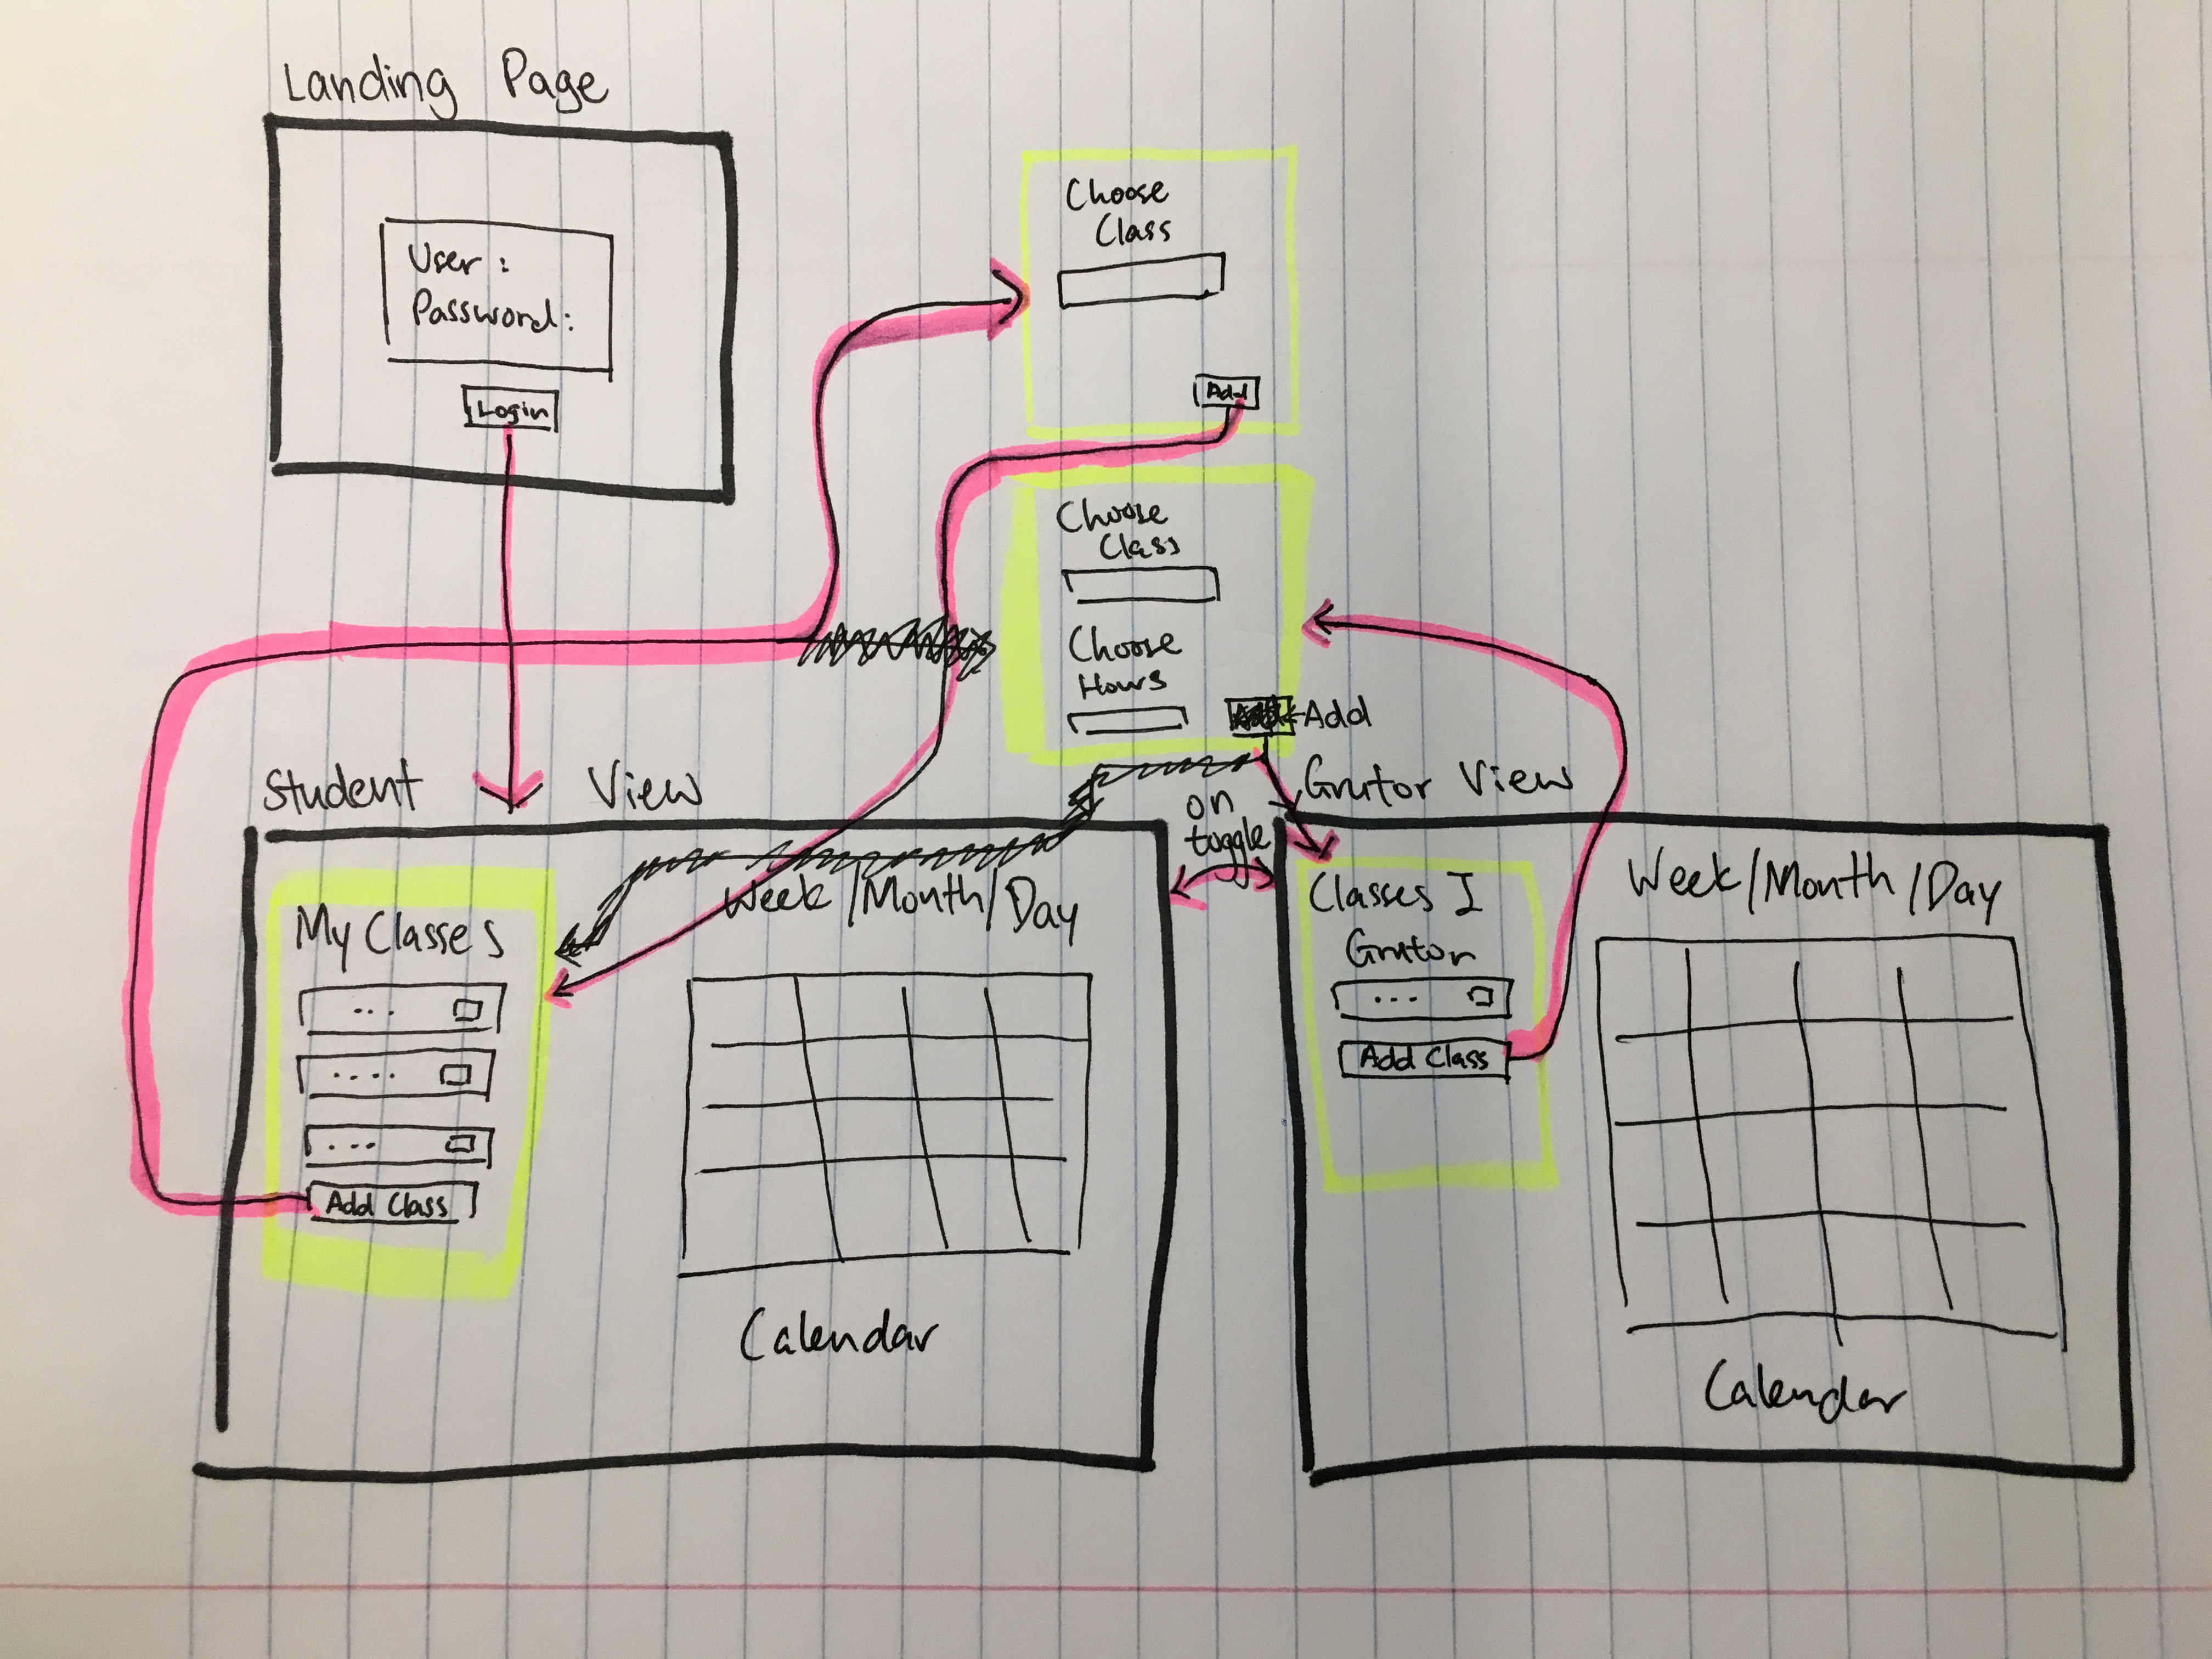 Landing Page
User :
Password:
Login
Choose
Class
Add
Choose
Class
Choose
Hours
Add
Student View
My Classes
...
....
...
Add Class
Week/Month/Day
Calendar
on
toggle
Grutor View
Classes I
Grutor
...
Add Class
Week/Month/Day
Calendar